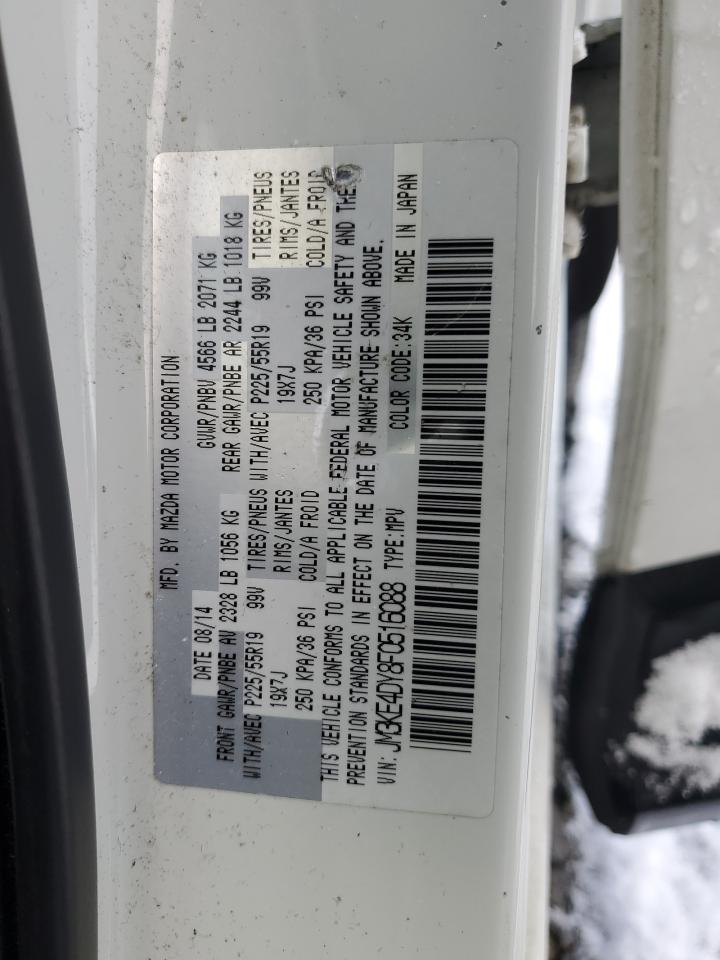 MFD. BY MAZDA MOTOR CORPORATION
DATE 08/14 GVWR/PNBV 4566 LB 2071 KG
FRONT GAWR/PNBE AV 2328 LB 1056 KG REAR GAWR/PNBE AR 2244 LB 1018 KG
WITH/AVEC P225/55R19 99V TIRES/PNEUS WITH/AVEC P225/55R19 99V TIRES/PNEUS
19X7J RIMS/JANTES 19X7J RIMS/JANTES
250 KPA/36 PSI COLD/A FROID 250 KPA/36 PSI COLD/A FROID
THIS VEHICLE CONFORMS TO ALL APPLICABLE FEDERAL MOTOR VEHICLE SAFETY AND THEFT
PREVENTION STANDARDS IN EFFECT ON THE DATE OF MANUFACTURE SHOWN ABOVE.
VIN: JM3KE4DY8F0516088 TYPE:MPV COLOR CODE:34K MADE IN JAPAN